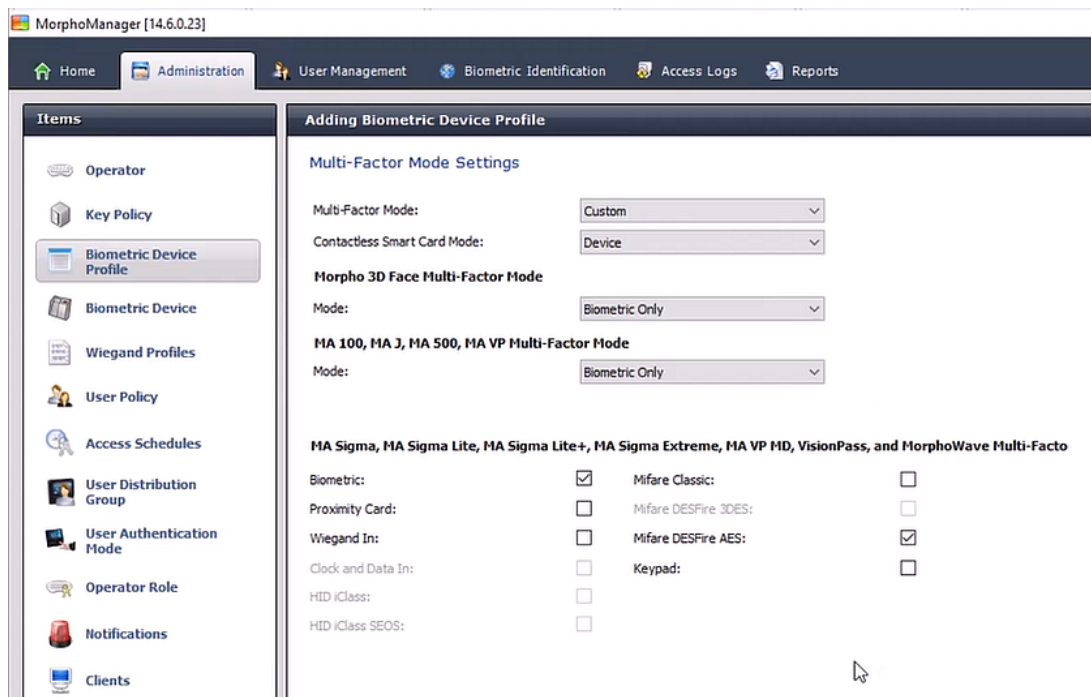 MorphoManager [14.6.0.23]
Home
Administration
User Management
Biometric Identification
Access Logs
Reports
Items
Operator
Key Policy
Biometric Device
Profile
Biometric Device
Wiegand Profiles
User Policy
Access Schedules
User Distribution
Group
User Authentication
Mode
Operator Role
Notifications
Clients
Adding Biometric Device Profile
Multi-Factor Mode Settings
Multi-Factor Mode: Custom
Contactless Smart Card Mode: Device
Morpho 3D Face Multi-Factor Mode
Mode: Biometric Only
MA 100, MA J, MA 500, MA VP Multi-Factor Mode
Mode: Biometric Only
MA Sigma, MA Sigma Lite, MA Sigma Lite+, MA Sigma Extreme, MA VP MD, VisionPass, and MorphoWave Multi-Facto
Biometric: Mifare Classic:
Proximity Card: Mifare DESFire 3DES:
Wiegand In: Mifare DESFire AES:
Clock and Data In: Keypad:
HID iClass:
HID iClass SEOS: